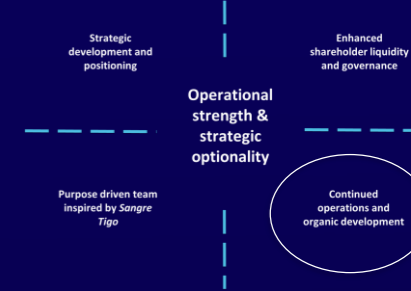 Strategic
development and
positioning
Enhanced
shareholder liquidity
and governance
Operational
strength &
strategic
optionality
Purpose driven team
inspired by Sangre
Tigo
Continued
operations and
organic development